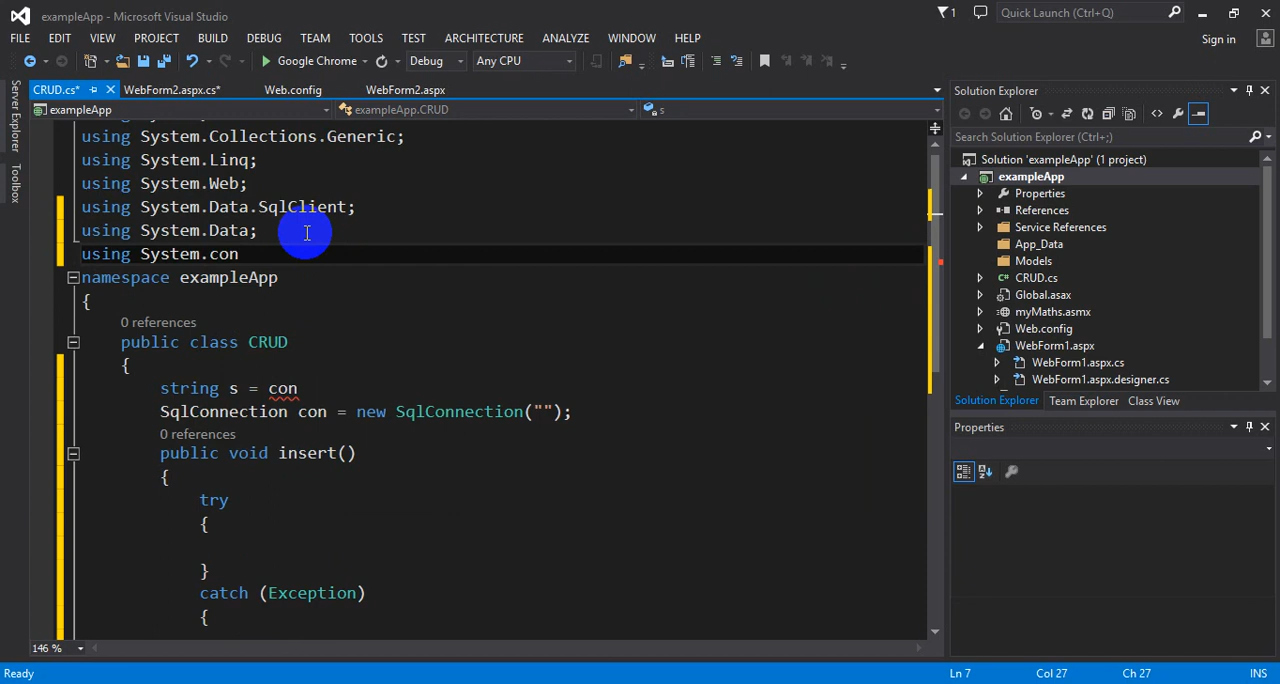 exampleApp - Microsoft Visual Studio
1
Quick Launch (Ctrl+Q)
FILE EDIT VIEW PROJECT BUILD DEBUG TEAM TOOLS TEST ARCHITECTURE ANALYZE WINDOW HELP
Sign in
Google Chrome Debug Any CPU
CRUD.cs* WebForm2.aspx.cs* Web.config WebForm2.aspx
exampleApp exampleApp.CRUD s
Server Explorer
Toolbox
using System.Collections.Generic;
using System.Linq;
using System.Web;
using System.Data.SqlClient;
using System.Data;
using System.con
namespace exampleApp
{
0 references
public class CRUD
{
string s = con
SqlConnection con = new SqlConnection("");
0 references
public void insert()
{
try
{
}
catch (Exception)
{
146 %
Solution Explorer
Search Solution Explorer (Ctrl+;)
Solution 'exampleApp' (1 project)
exampleApp
Properties
References
Service References
App_Data
Models
CRUD.cs
Global.asax
myMaths.asmx
Web.config
WebForm1.aspx
WebForm1.aspx.cs
WebForm1.aspx.designer.cs
Solution Explorer Team Explorer Class View
Properties
Ready Ln 7 Col 27 Ch 27 INS